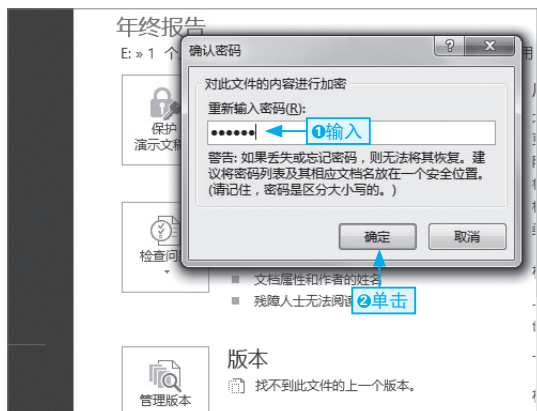 年终报告
E: » 1 个
确认密码
对此文件的内容进行加密
重新输入密码(R):
❶输入
警告: 如果丢失或忘记密码，则无法将其恢复。建
议将密码列表及其相应文档名放在一个安全位置。
(请记住，密码是区分大小写的。)
确定
取消
保护
演示文稿
检查问
文档属性和作者的姓名
残障人士无法阅
❷单击
版本
找不到此文件的上一个版本。
管理版本